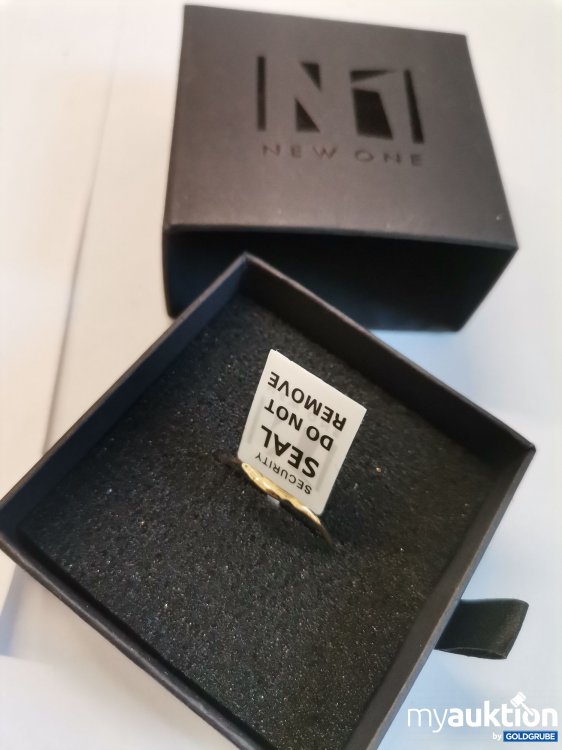 N1
NEW ONE
SECURITY
SEAL
DO NOT
REMOVE
myauktion
by GOLDGRUBE